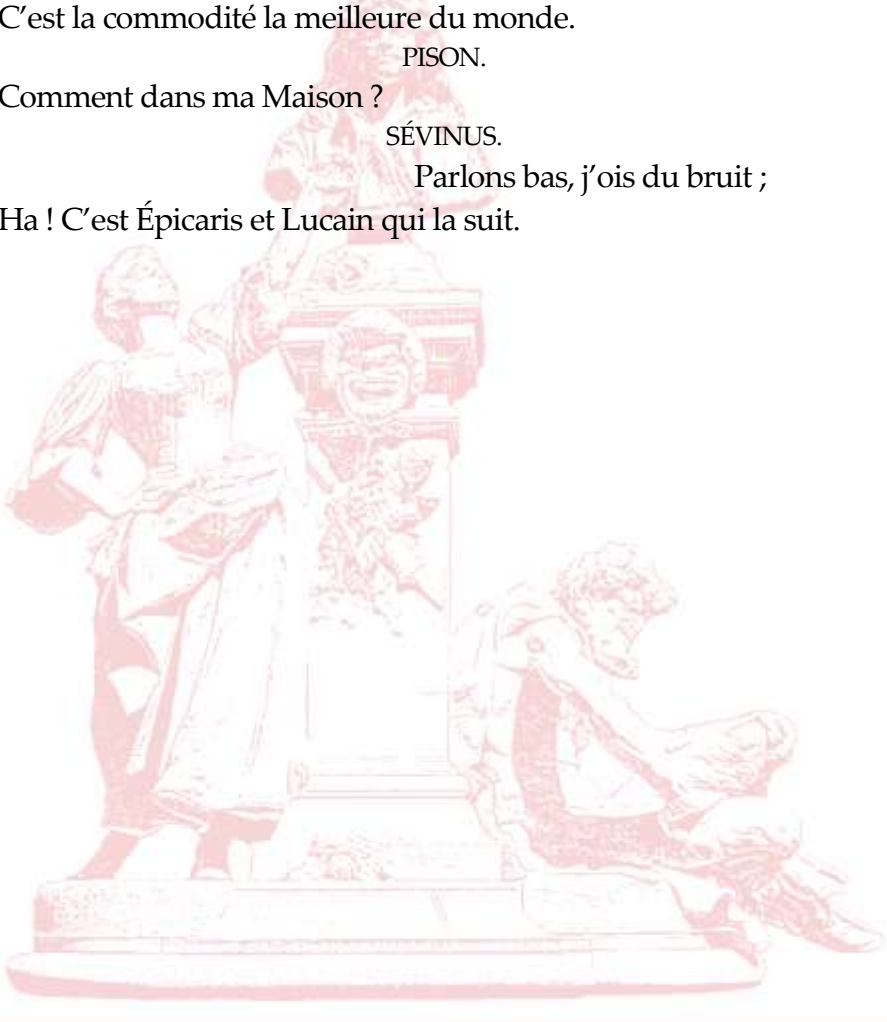 C’est la commodité la meilleure du monde.
PISON.
Comment dans ma Maison ?
SÉVINUS.
Parlons bas, j’ois du bruit ;
Ha ! C’est Épicaris et Lucain qui la suit.